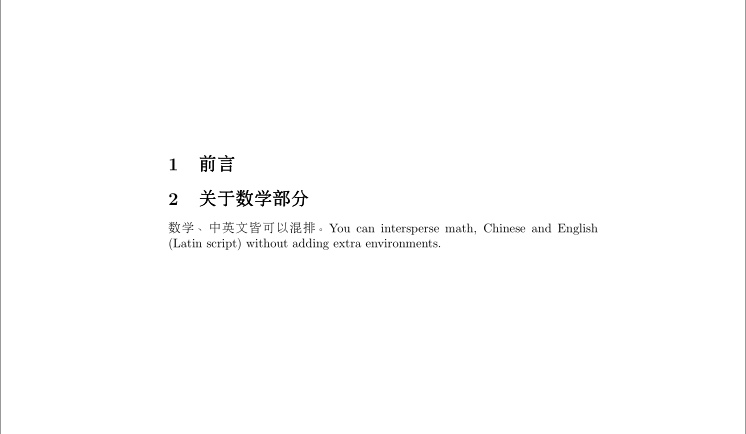 1 前言
2 关于数学部分
数学、中英文皆可以混排。You can intersperse math, Chinese and English
(Latin script) without adding extra environments.